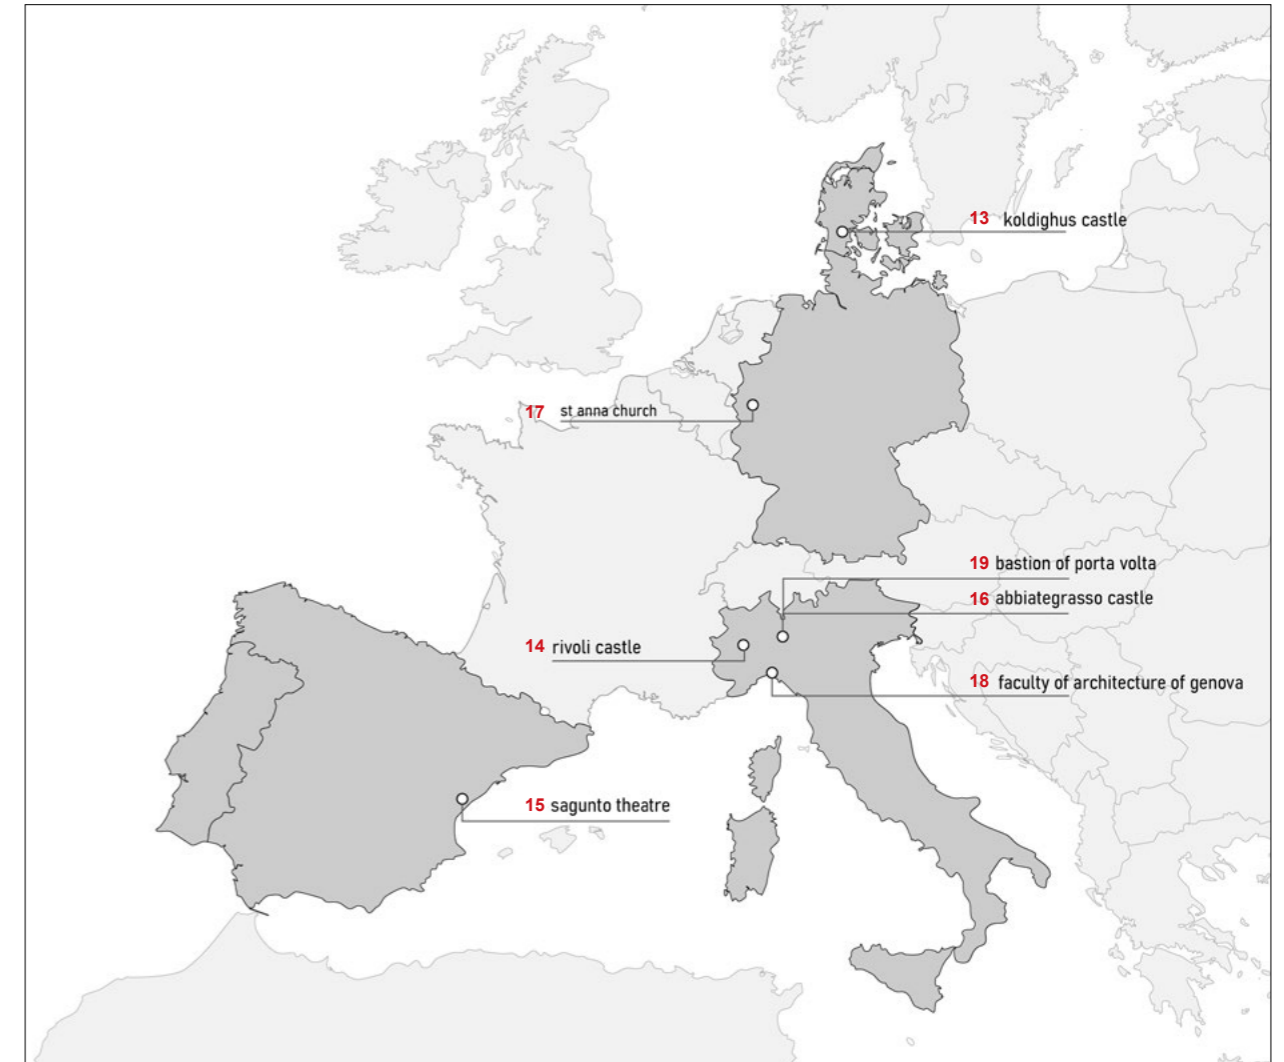 13 koldighus castle
17 st anna church
19 bastion of porta volta
16 abbiategrasso castle
14 rivoli castle
18 faculty of architecture of genova
15 sagunto theatre